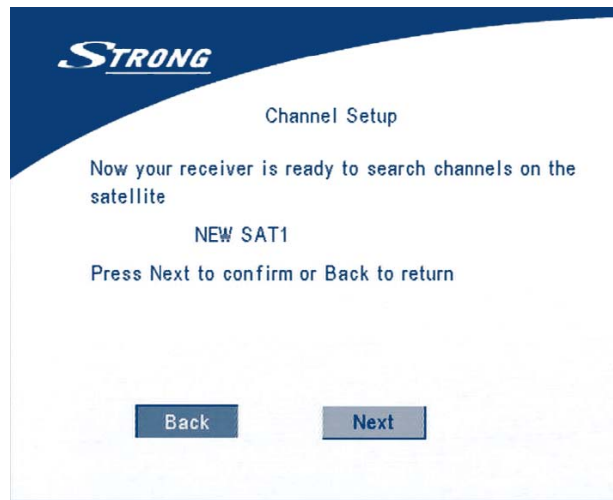 STRONG
Channel Setup
Now your receiver is ready to search channels on the
satellite
NEW SAT1
Press Next to confirm or Back to return
Back
Next